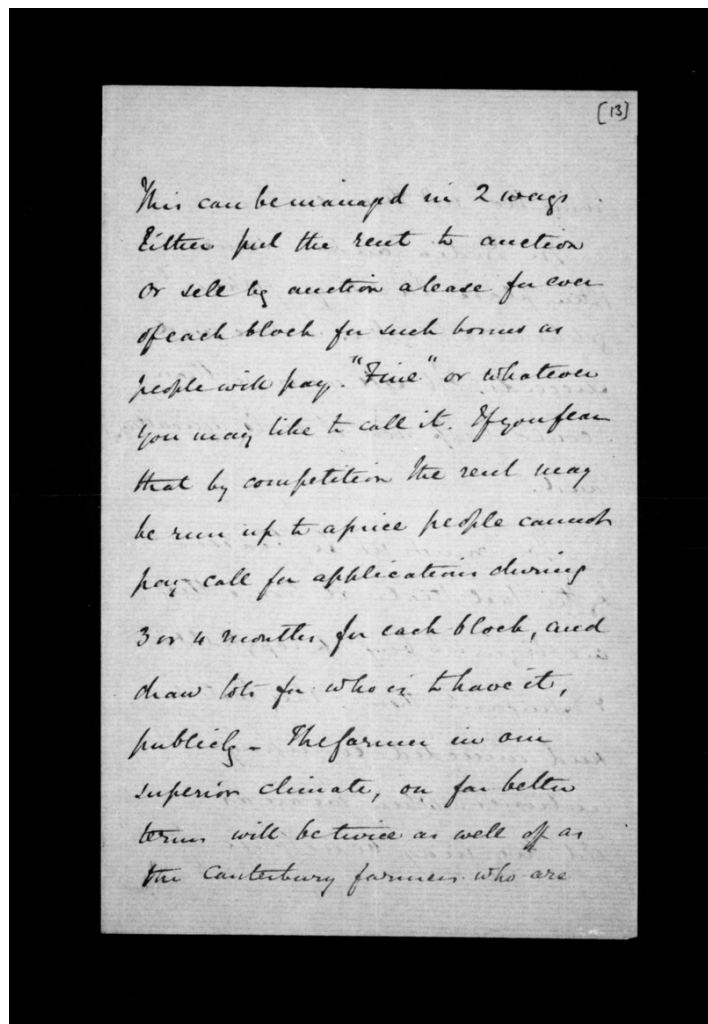 [13]
This can be managed in 2 ways
Either put the rent to auction
or sell by auction a lease for ever
of each block for such bonus as
people will pay. "Fine" or whatever
you may like to call it. If you fear
that by competition the rent may
be run up to a price people cannot
pay call for applications during
3 or 4 months for each block, and
draw lots for who is to have it,
publicly - The farmer in our
superior climate, on far better
terms will be twice as well off as
the Canterbury farmers who are